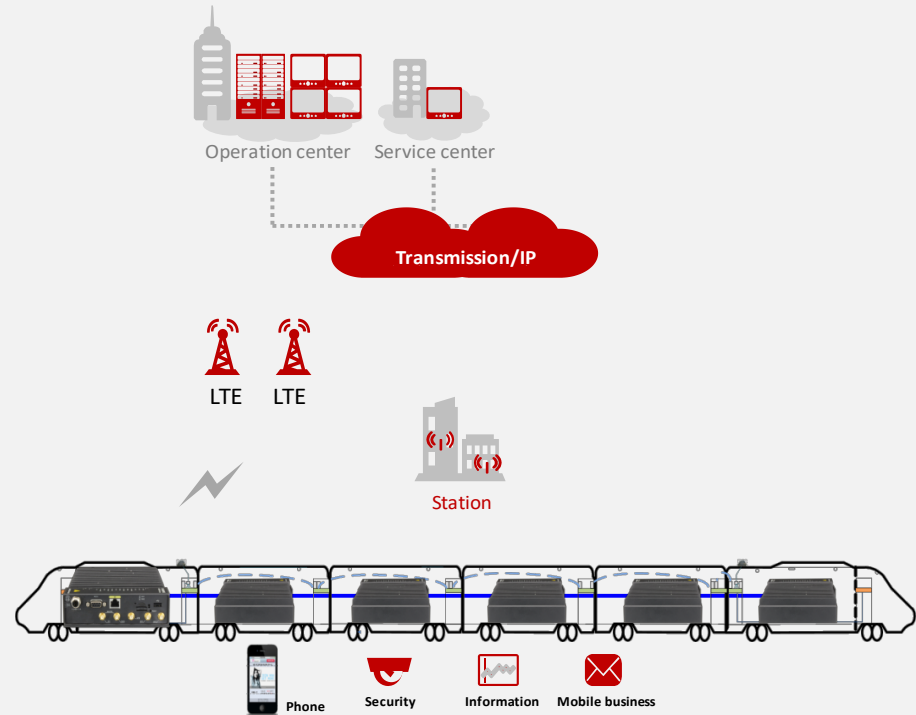 Operation center
Service center
Transmission/IP
LTE
LTE
Station
Phone
Security
Information
Mobile business